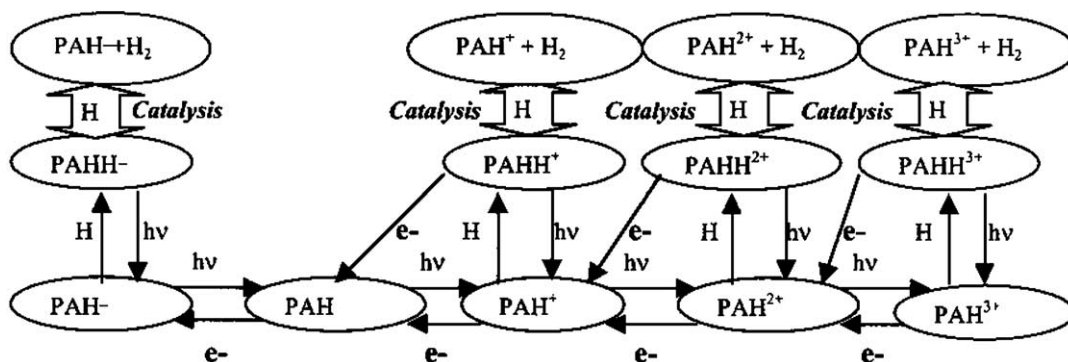 PAH−+H₂ PAH⁺ + H₂ PAH²⁺ + H₂ PAH³⁺ + H₂
H Catalysis Catalysis H Catalysis H Catalysis H
PAHH− PAHH⁺ PAHH²⁺ PAHH³⁺
H hν e- H hν e- H hν e- H hν
hν hν hν hν
PAH− PAH PAH⁺ PAH²⁺ PAH³⁺
e- e- e- e-